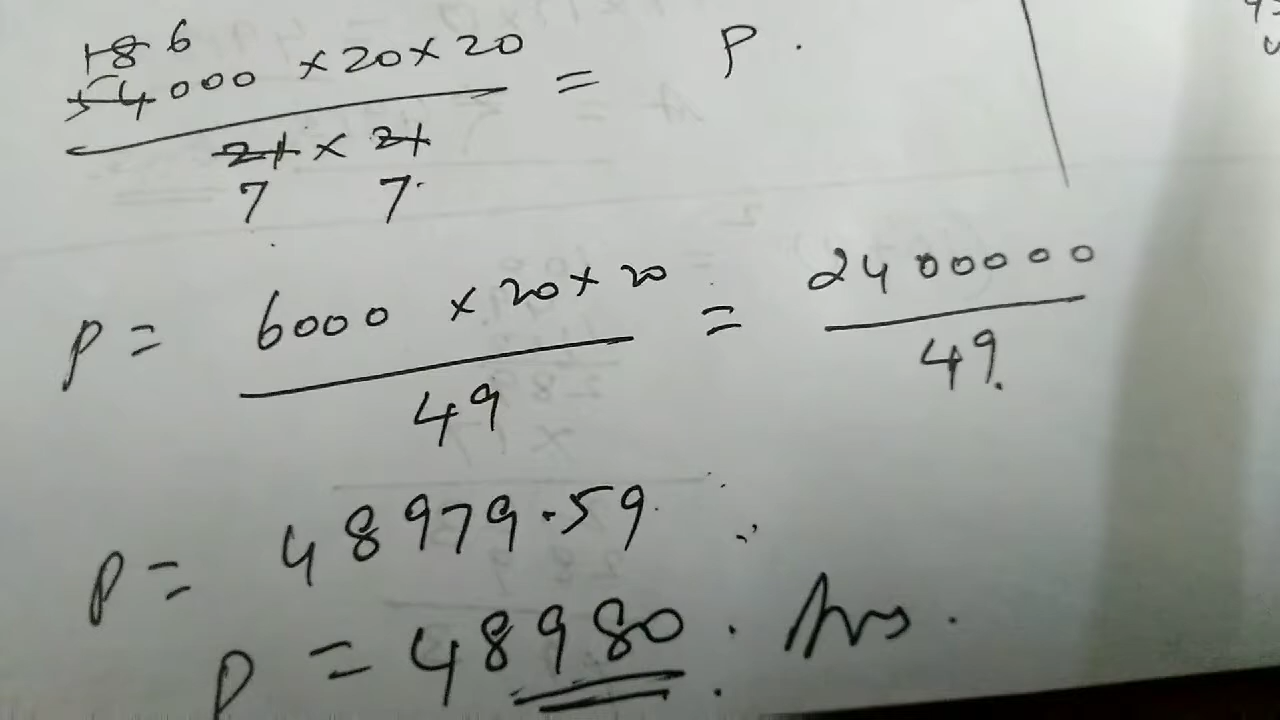 18 6
54000 × 20 × 20 = P.
21 × 21
7 7
P = 6000 × 20 × 20 = 2400000
49 49.
P = 48979.59
P = 48980. Ans.